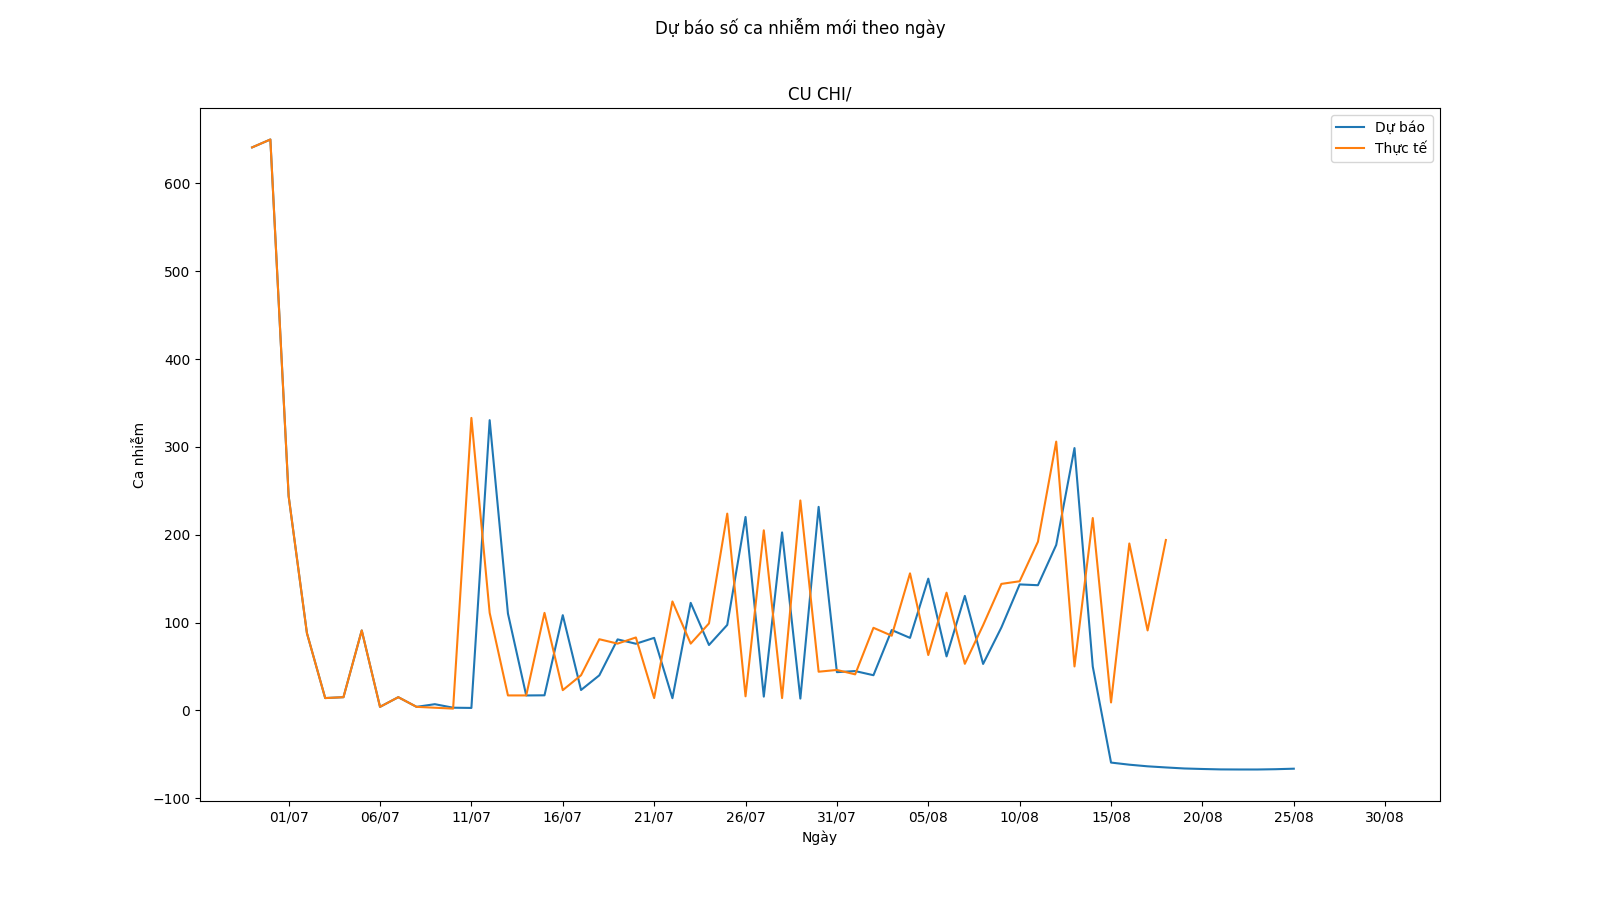 Dự báo số ca nhiễm mới theo ngày
CU CHI/
Dự báo
Thực tế
600
500
400
300
200
100
0
−100
Ca nhiễm
01/07 06/07 11/07 16/07 21/07 26/07 31/07 05/08 10/08 15/08 20/08 25/08 30/08
Ngày